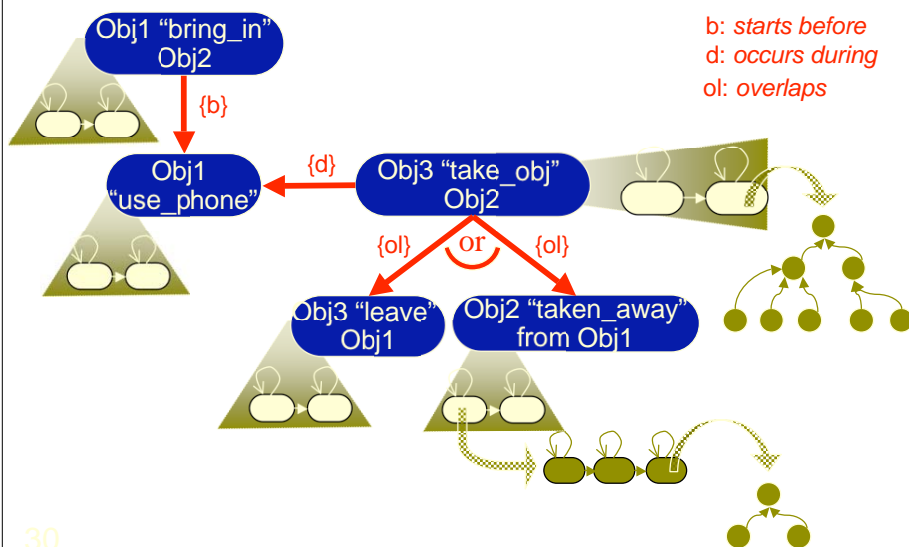 Obj1 “bring_in”
Obj2
b: starts before
d: occurs during
ol: overlaps
{b}
Obj1
“use_phone”
{d}
Obj3 “take_obj”
Obj2
{ol}
or
{ol}
Obj3 “leave”
Obj1
Obj2 “taken_away”
from Obj1
30